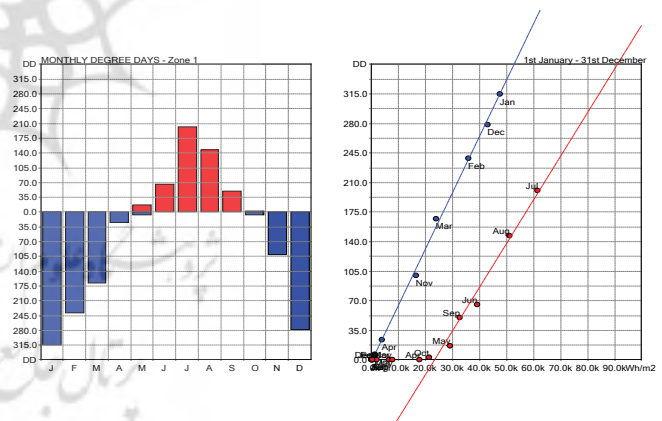 MONTHLY DEGREE DAYS - Zone 1
DD
315.0
280.0
245.0
210.0
175.0
140.0
105.0
70.0
35.0
0.0
35.0
70.0
105.0
140.0
175.0
210.0
245.0
280.0
315.0
DD
J F M A M J J A S O N D
1st January - 31st December
DD
315.0
280.0
245.0
210.0
175.0
140.0
105.0
70.0
35.0
0.0
Jan
Dec
Feb
Jul
Mar
Aug
Nov
Jun
Sep
May
Apr
Oct
20.0k 30.0k 40.0k 50.0k 60.0k 70.0k 80.0k 90.0kWh/m2